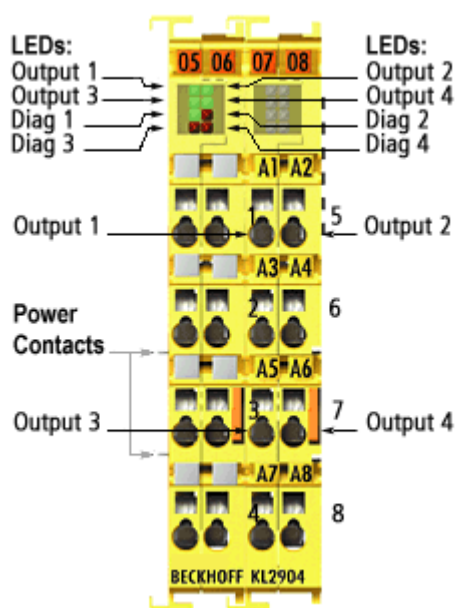 LEDs:
Output 1
Output 3
Diag 1
Diag 3
05 06 07 08
LEDs:
Output 2
Output 4
Diag 2
Diag 4
A1 A2
1 5
Output 1
Output 2
A3 A4
2 6
Power
Contacts
A5 A6
3 7
Output 3
Output 4
A7 A8
4 8
BECKHOFF KL2904